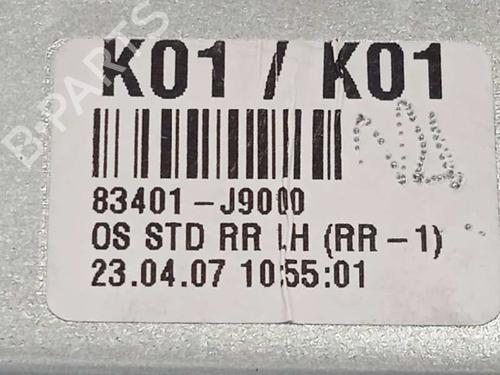 K01 / K01
83401-J9000
OS STD RR LH (RR-1)
23.04.07 10:55:01
B-PARTS